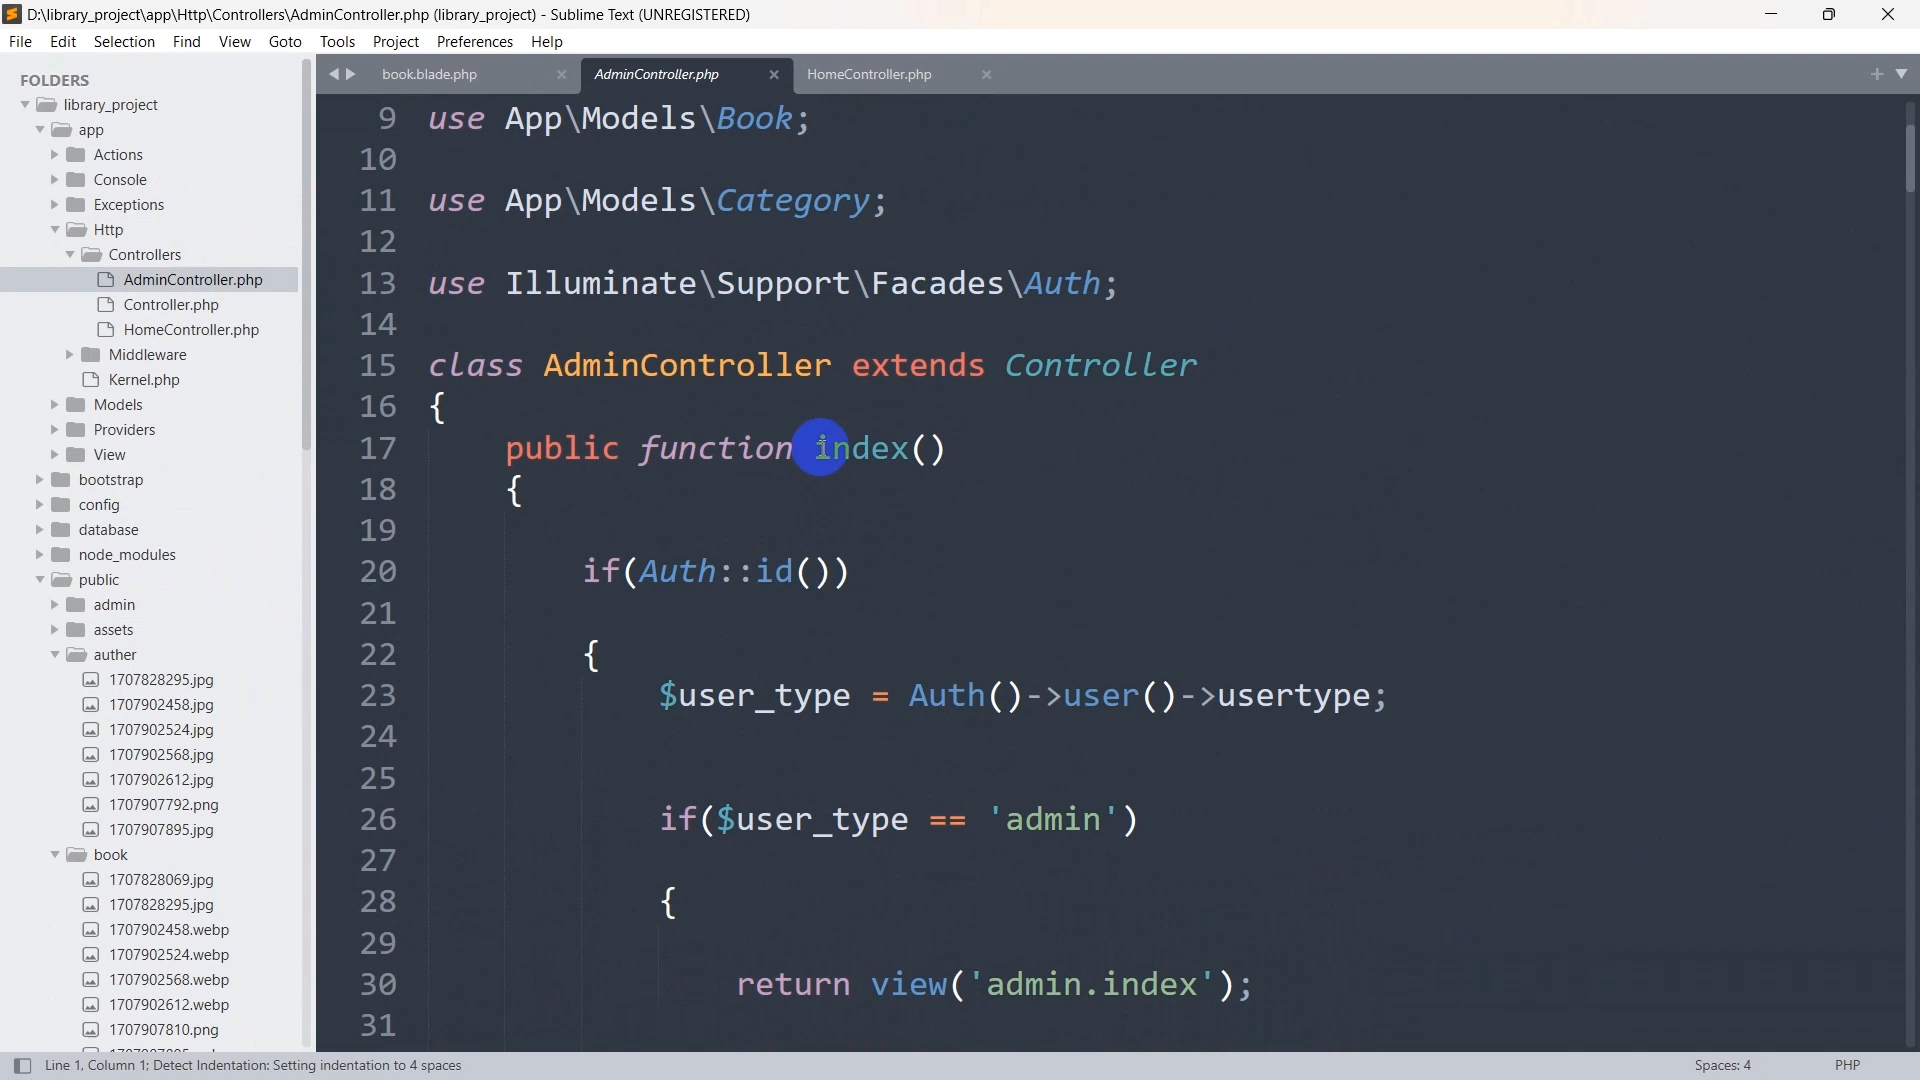 D:\library_project\app\Http\Controllers\AdminController.php (library_project) - Sublime Text (UNREGISTERED)
File Edit Selection Find View Goto Tools Project Preferences Help
FOLDERS
library_project
app
Actions
Console
Exceptions
Http
Controllers
AdminController.php
Controller.php
HomeController.php
Middleware
Kernel.php
Models
Providers
View
bootstrap
config
database
node_modules
public
admin
assets
auther
1707828295.jpg
1707902458.jpg
1707902524.jpg
1707902568.jpg
1707902612.jpg
1707907792.png
1707907895.jpg
book
1707828069.jpg
1707828295.jpg
1707902458.webp
1707902524.webp
1707902568.webp
1707902612.webp
1707907810.png
book.blade.php AdminController.php HomeController.php
9 use App\Models\Book;
10
11 use App\Models\Category;
12
13 use Illuminate\Support\Facades\Auth;
14
15 class AdminController extends Controller
16 {
17 public function index()
18 {
19
20 if(Auth::id())
21
22 {
23 $user_type = Auth()->user()->usertype;
24
25
26 if($user_type == 'admin')
27
28 {
29
30 return view('admin.index');
31
Line 1, Column 1; Detect Indentation: Setting indentation to 4 spaces Spaces: 4 PHP